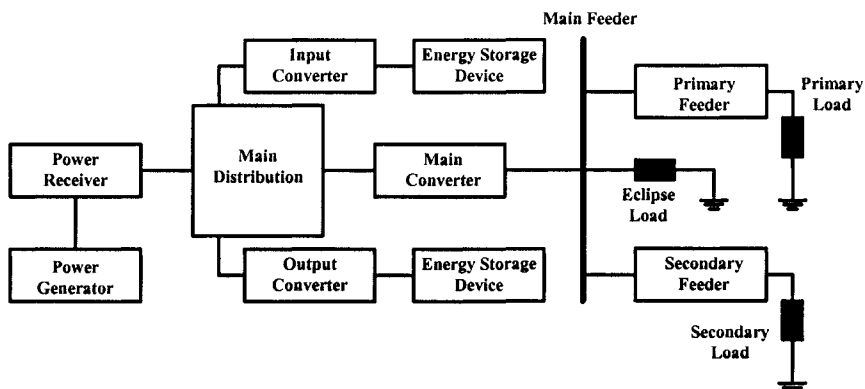 Main Feeder
Input
Converter
Energy Storage
Device
Primary
Feeder
Primary
Load
Power
Receiver
Main
Distribution
Main
Converter
Eclipse
Load
Power
Generator
Output
Converter
Energy Storage
Device
Secondary
Feeder
Secondary
Load